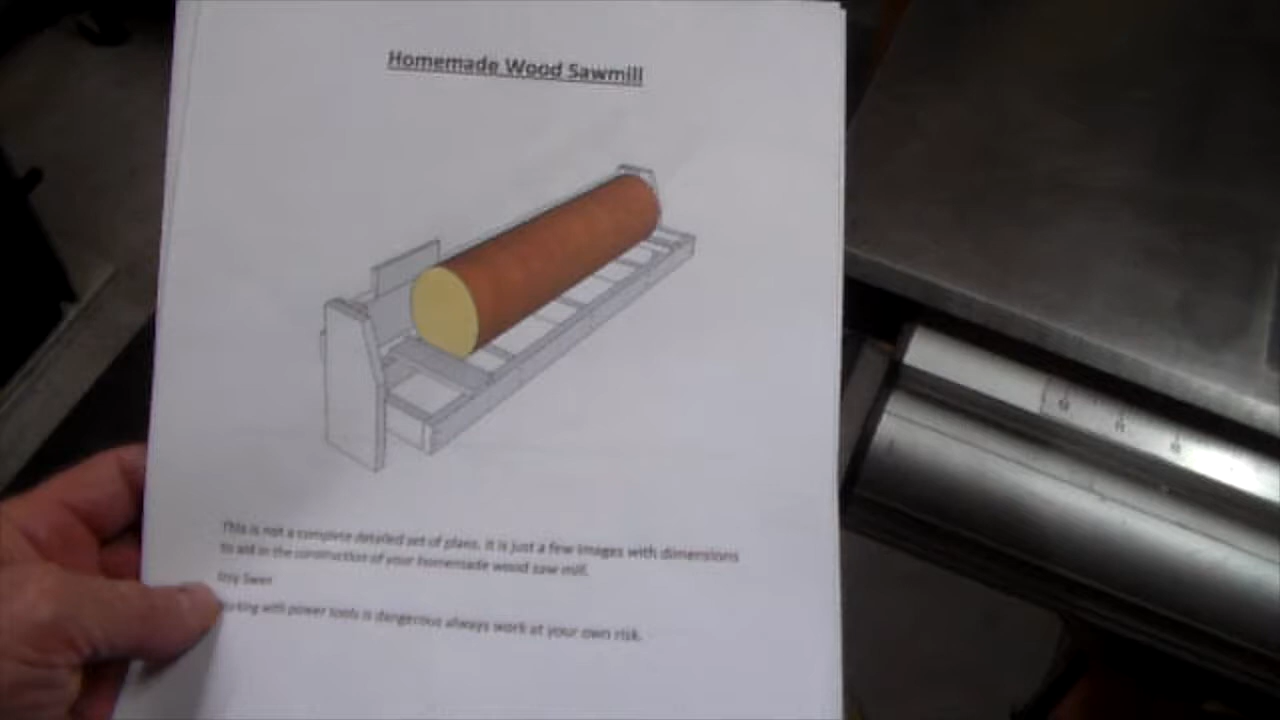 Homemade Wood Sawmill
This is not a complete detailed set of plans. It is just a few images with dimensions
to aid in the construction of your homemade wood saw mill.
Izzy Swan
with power tools is dangerous always work at your own risk.